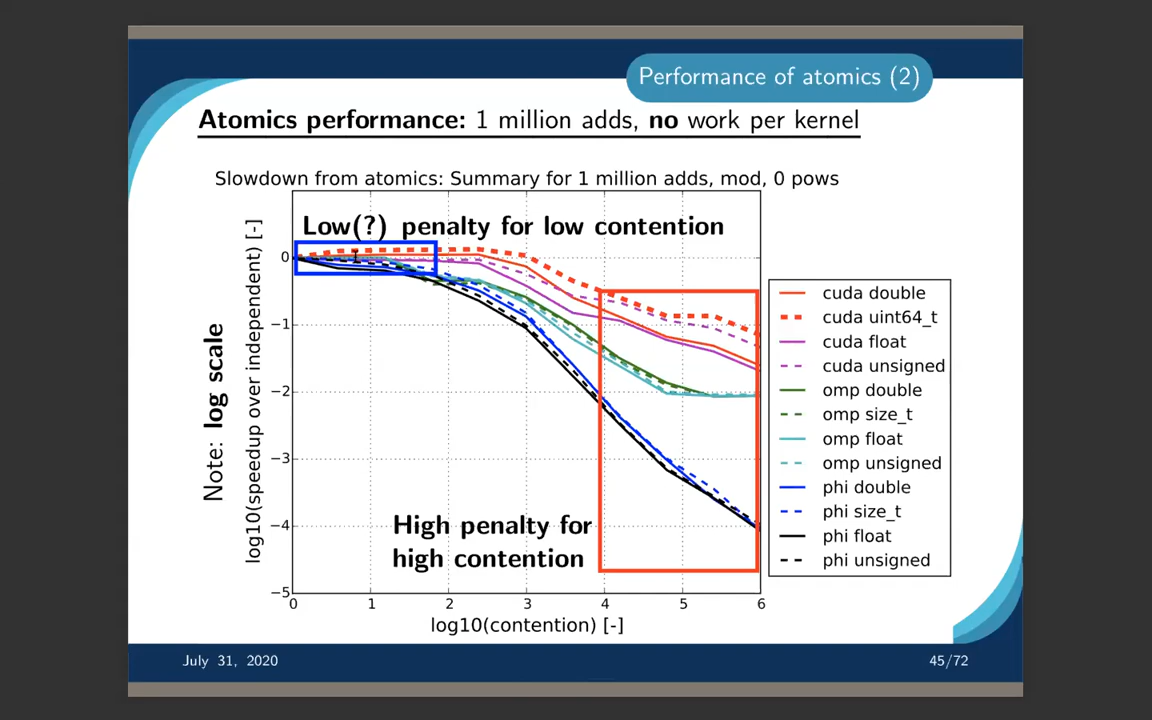 Performance of atomics (2)
Atomics performance: 1 million adds, no work per kernel
Slowdown from atomics: Summary for 1 million adds, mod, 0 pows
Low(?) penalty for low contention
Note: log scale
log10(speedup over independent) [-]
0
−1
−2
−3
−4
−5
High penalty for
high contention
0 1 2 3 4 5 6
log10(contention) [-]
cuda double
cuda uint64_t
cuda float
cuda unsigned
omp double
omp size_t
omp float
omp unsigned
phi double
phi size_t
phi float
phi unsigned
July 31, 2020
45/72